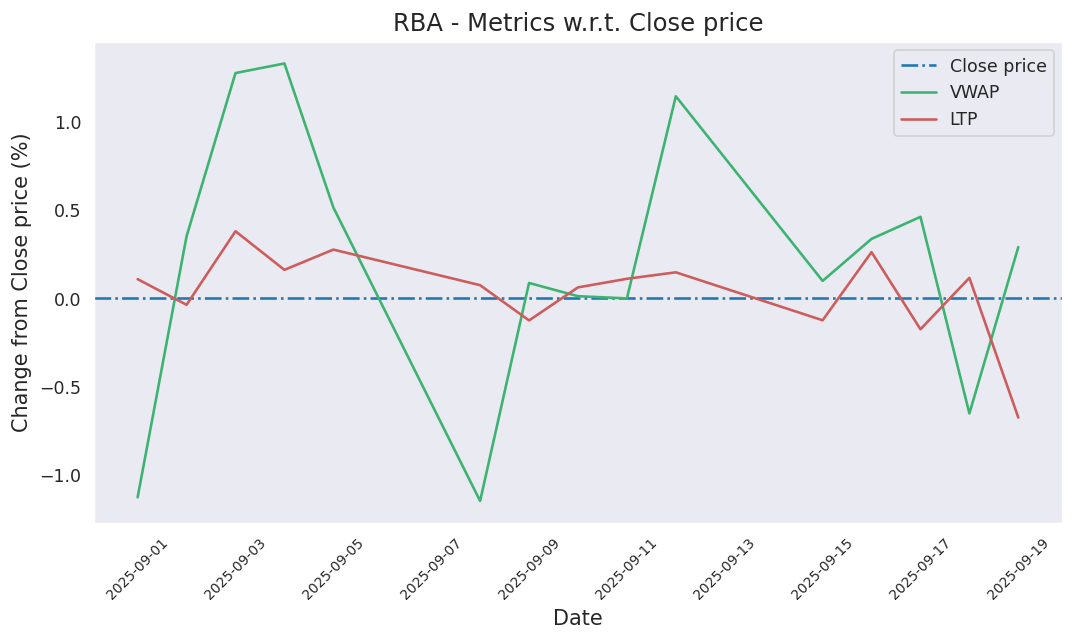 RBA - Metrics w.r.t. Close price
Change from Close price (%)
1.0
0.5
0.0
−0.5
−1.0
Close price
VWAP
LTP
2025-09-01
2025-09-03
2025-09-05
2025-09-07
2025-09-09
2025-09-11
2025-09-13
2025-09-15
2025-09-17
2025-09-19
Date